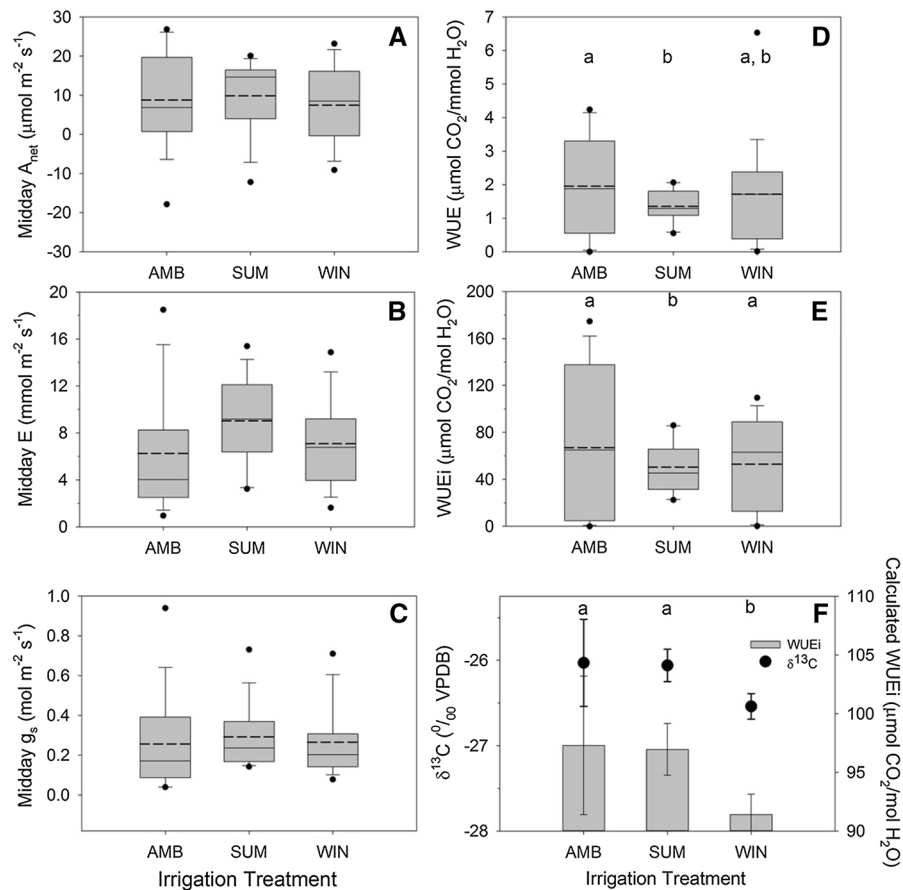 A
Midday Anet (μmol m-2 s-1)
30
20
10
0
-10
-20
-30
AMB SUM WIN
D
WUE (μmol CO2/mmol H2O)
7
6
5
4
3
2
1
0
a b a, b
AMB SUM WIN
B
Midday E (mmol m-2 s-1)
20
16
12
8
4
0
AMB SUM WIN
E
WUEi (μmol CO2/mol H2O)
200
160
120
80
40
0
a b a
AMB SUM WIN
C
Midday gs (mol m-2 s-1)
1.0
0.8
0.6
0.4
0.2
0.0
AMB SUM WIN
Irrigation Treatment
F
δ13C (0/00 VPDB)
-26
-27
-28
a a b
WUEi
δ13C
110
105
100
95
90
Calculated WUEi (μmol CO2/mol H2O)
AMB SUM WIN
Irrigation Treatment